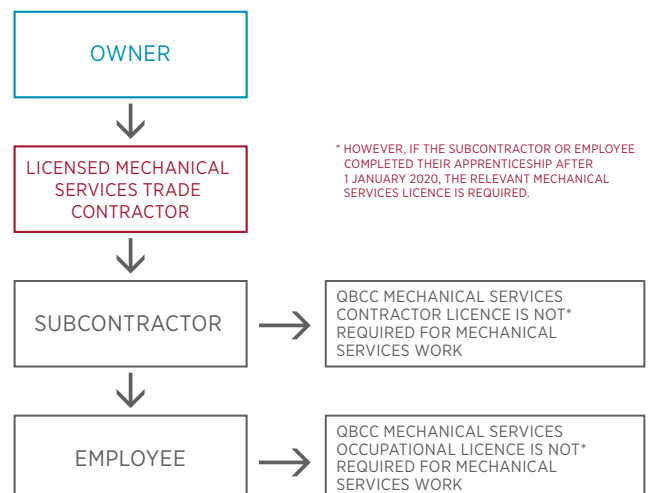 OWNER
LICENSED MECHANICAL
SERVICES TRADE
CONTRACTOR
* HOWEVER, IF THE SUBCONTRACTOR OR EMPLOYEE
COMPLETED THEIR APPRENTICESHIP AFTER
1 JANUARY 2020, THE RELEVANT MECHANICAL
SERVICES LICENCE IS REQUIRED.
SUBCONTRACTOR
QBCC MECHANICAL SERVICES
CONTRACTOR LICENCE IS NOT*
REQUIRED FOR MECHANICAL
SERVICES WORK
EMPLOYEE
QBCC MECHANICAL SERVICES
OCCUPATIONAL LICENCE IS NOT*
REQUIRED FOR MECHANICAL
SERVICES WORK